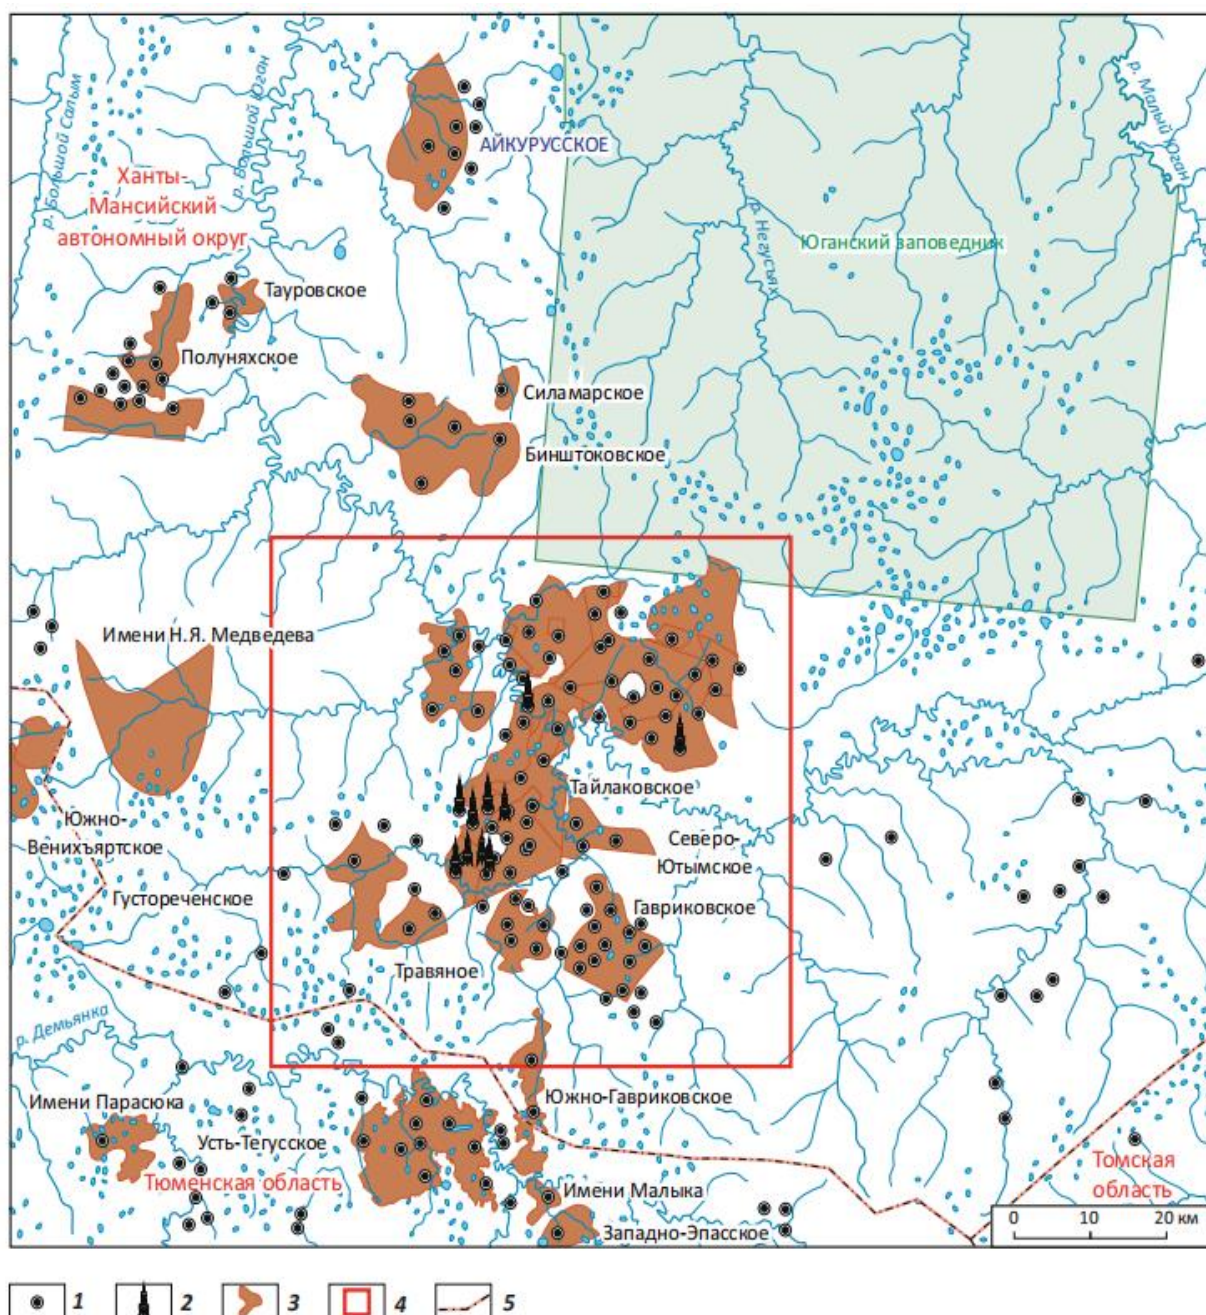 р. Большой Салым
р. Большой Юган
р. Малый Юган
АЙКУРУССКОЕ
Ханты-
Мансийский
автономный округ
р. Негусъях
Юганский заповедник
Тауровское
Полуняхское
Силамарское
Бинштоковское
Имени Н.Я. Медведева
Тайлаковское
Южно-
Венихъяртское
Северо-
Ютымское
Густореченское
Гавриковское
Травяное
р. Демьянка
Имени Парасюка
Южно-Гавриковское
Усть-Тегусское
Тюменская область
Томская
область
Имени Малыка
Западно-Эпасское
0 10 20 км
1 2 3 4 5